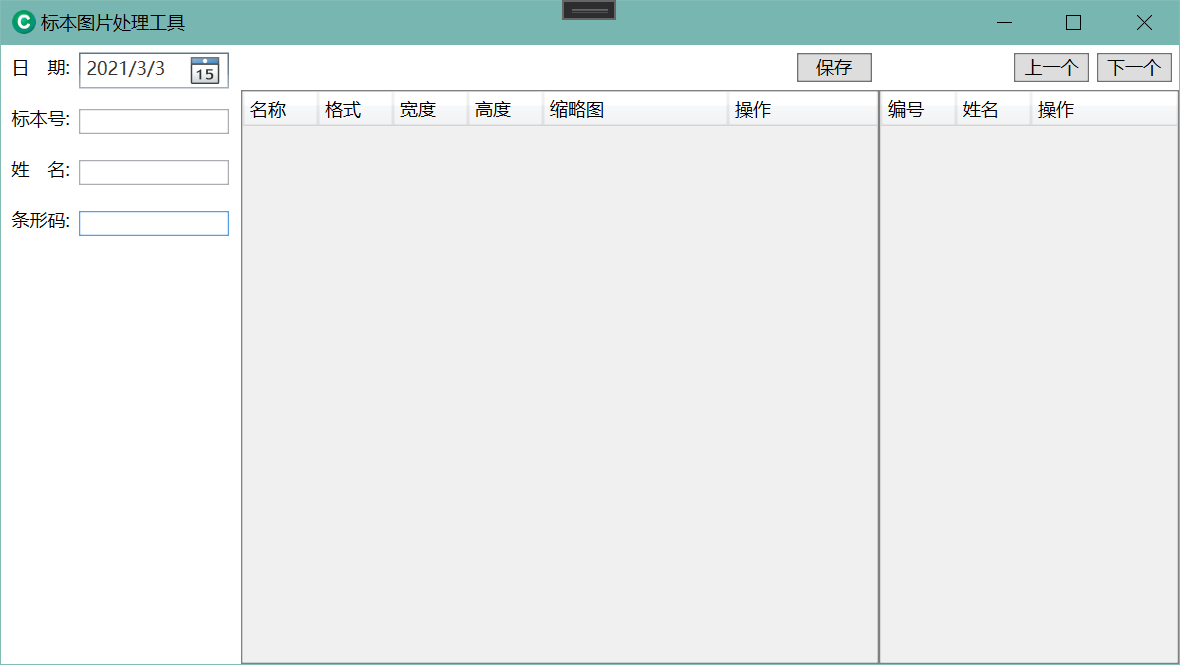 C 标本图片处理工具
日 期: 2021/3/3 15
保存
上一个 下一个
标本号:
姓 名:
条形码:
名称 格式 宽度 高度 缩略图 操作
编号 姓名 操作